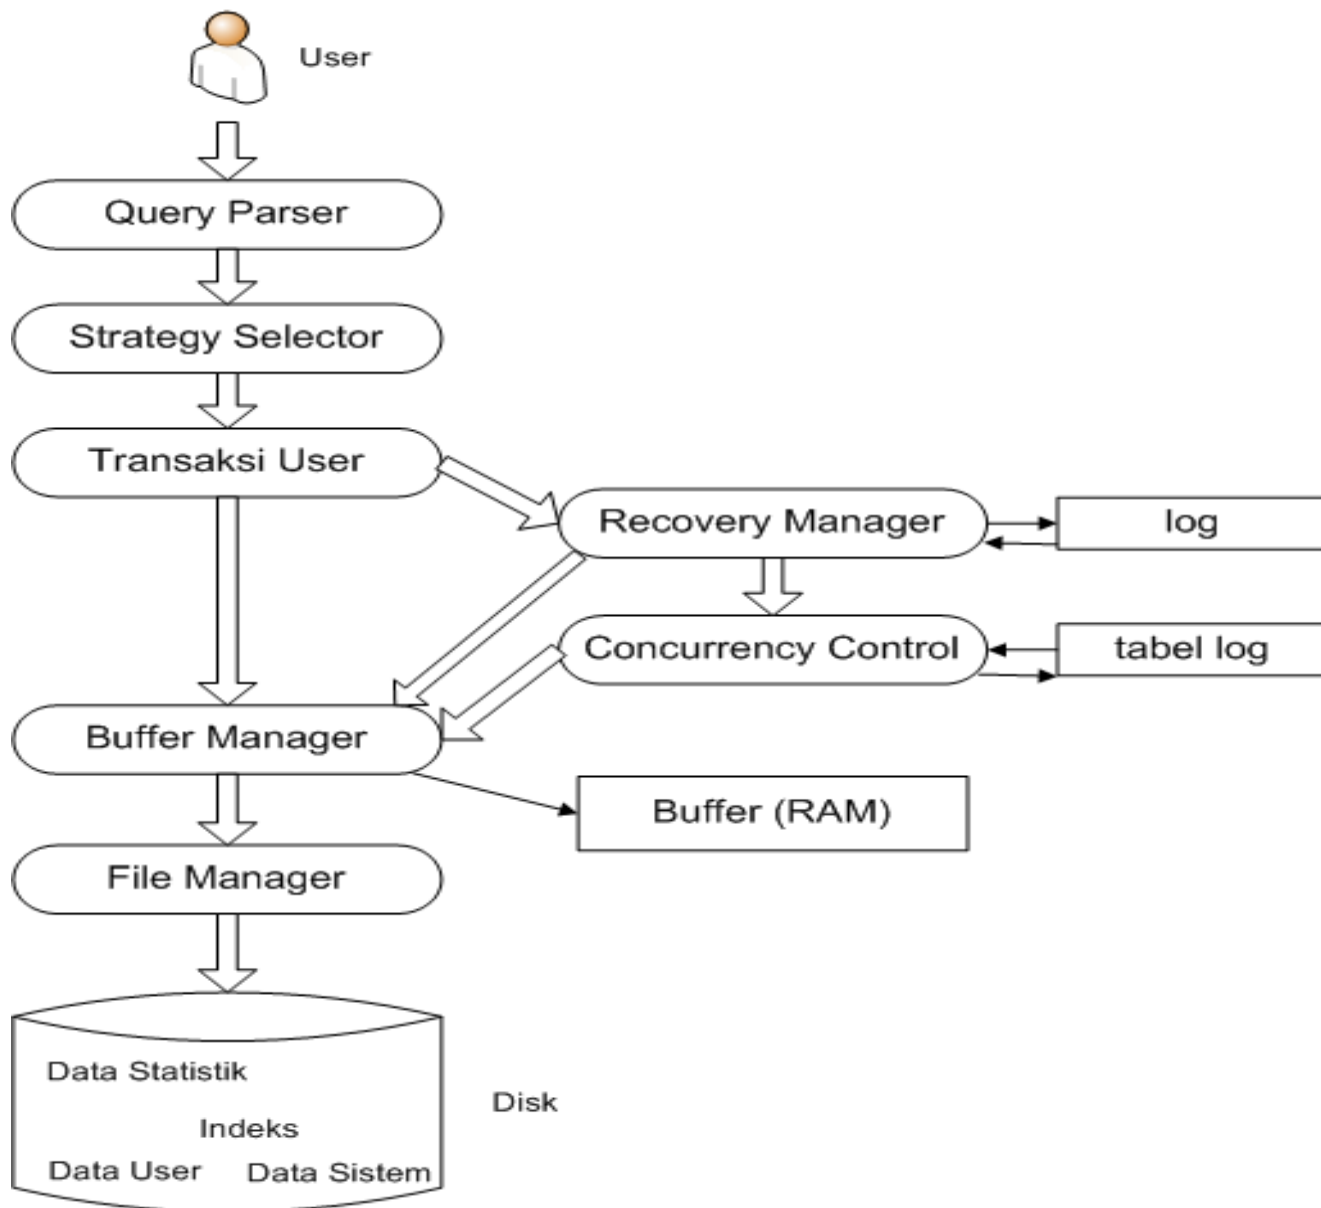 User
Query Parser
Strategy Selector
Transaksi User
Recovery Manager
log
Concurrency Control
tabel log
Buffer Manager
Buffer (RAM)
File Manager
Data Statistik
Disk
Indeks
Data User
Data Sistem